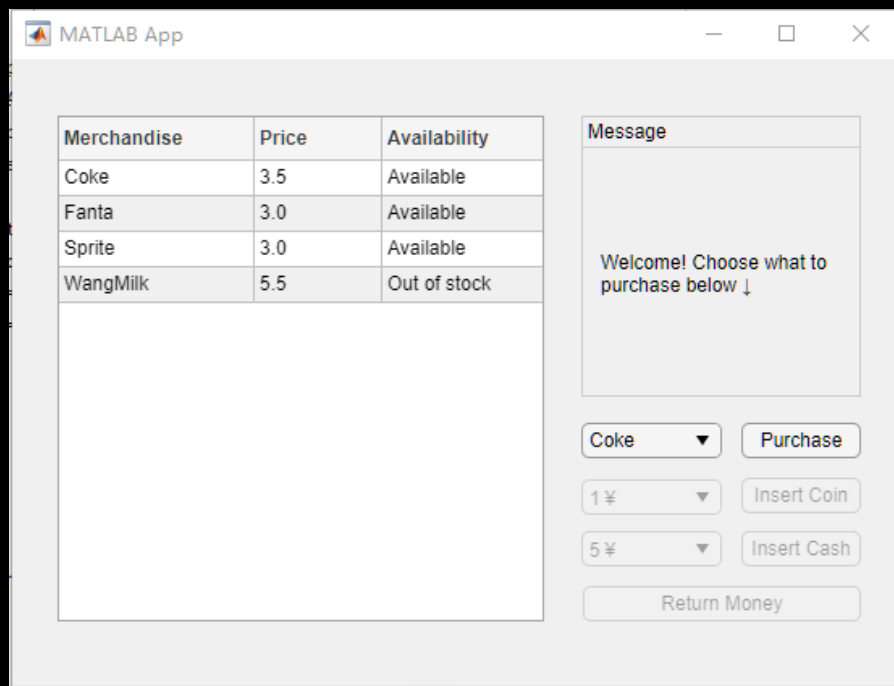 MATLAB App
Merchandise Price Availability
Coke 3.5 Available
Fanta 3.0 Available
Sprite 3.0 Available
WangMilk 5.5 Out of stock
Message
Welcome! Choose what to
purchase below ↓
Coke Purchase
1 ¥ Insert Coin
5 ¥ Insert Cash
Return Money